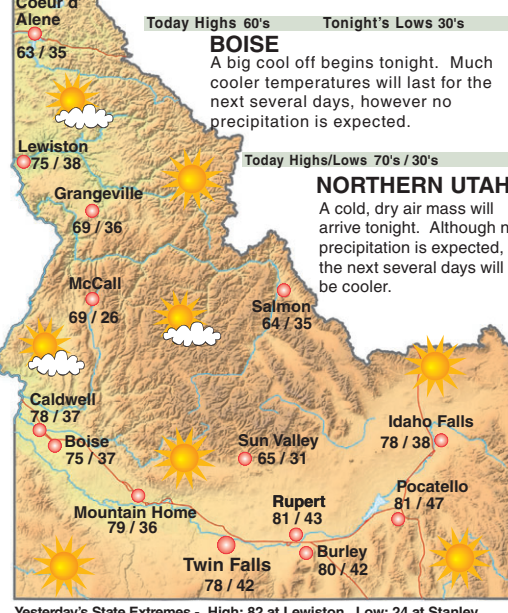 Coeur d'
Alene
63 / 35
Today Highs 60's Tonight's Lows 30's
BOISE
A big cool off begins tonight. Much
cooler temperatures will last for the
next several days, however no
precipitation is expected.
Today Highs/Lows 70's / 30's
NORTHERN UTAH
A cold, dry air mass will
arrive tonight. Although n
precipitation is expected,
the next several days will
be cooler.
Lewiston
75 / 38
Grangeville
69 / 36
McCall
69 / 26
Salmon
64 / 35
Caldwell
78 / 37
Boise
75 / 37
Sun Valley
65 / 31
Idaho Falls
78 / 38
Mountain Home
79 / 36
Rupert
81 / 43
Pocatello
81 / 47
Twin Falls
78 / 42
Burley
80 / 42
Yesterday's State Extremes - High: 82 at Lewiston Low: 24 at Stanley